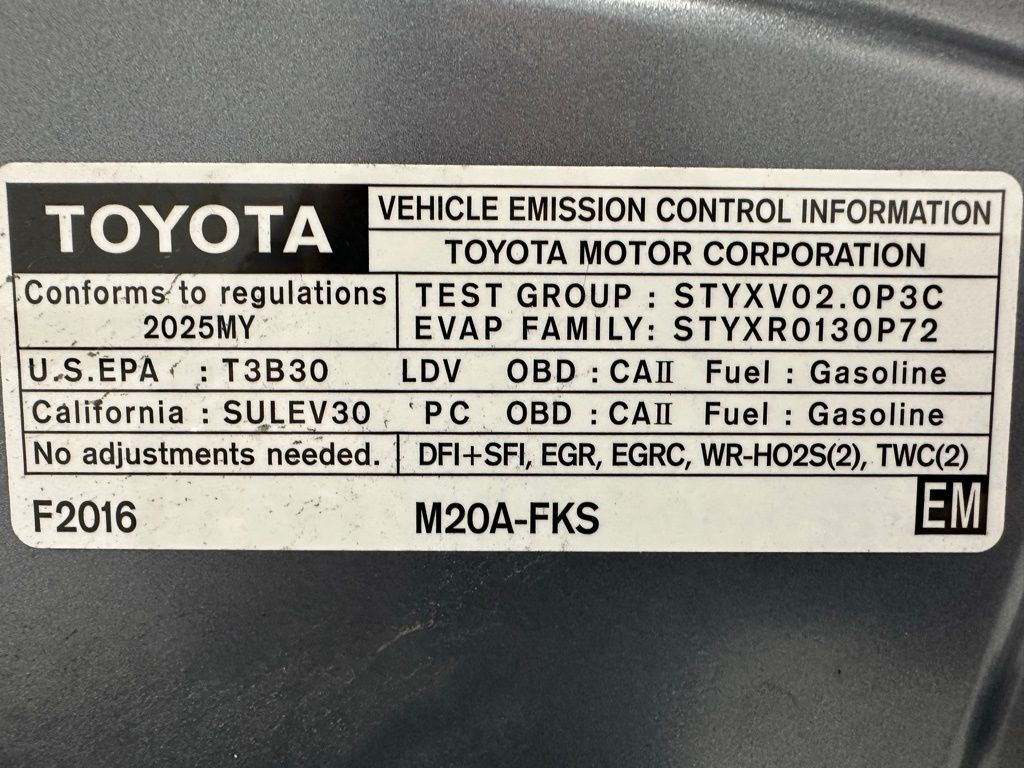 TOYOTA
VEHICLE EMISSION CONTROL INFORMATION
TOYOTA MOTOR CORPORATION
Conforms to regulations
2025MY
TEST GROUP : STYXV02.0P3C
EVAP FAMILY: STYXR0130P72
U.S.EPA : T3B30 LDV OBD : CAII Fuel : Gasoline
California : SULEV30 PC OBD : CAII Fuel : Gasoline
No adjustments needed. DFI+SFI, EGR, EGRC, WR-HO2S(2), TWC(2)
F2016 M20A-FKS EM